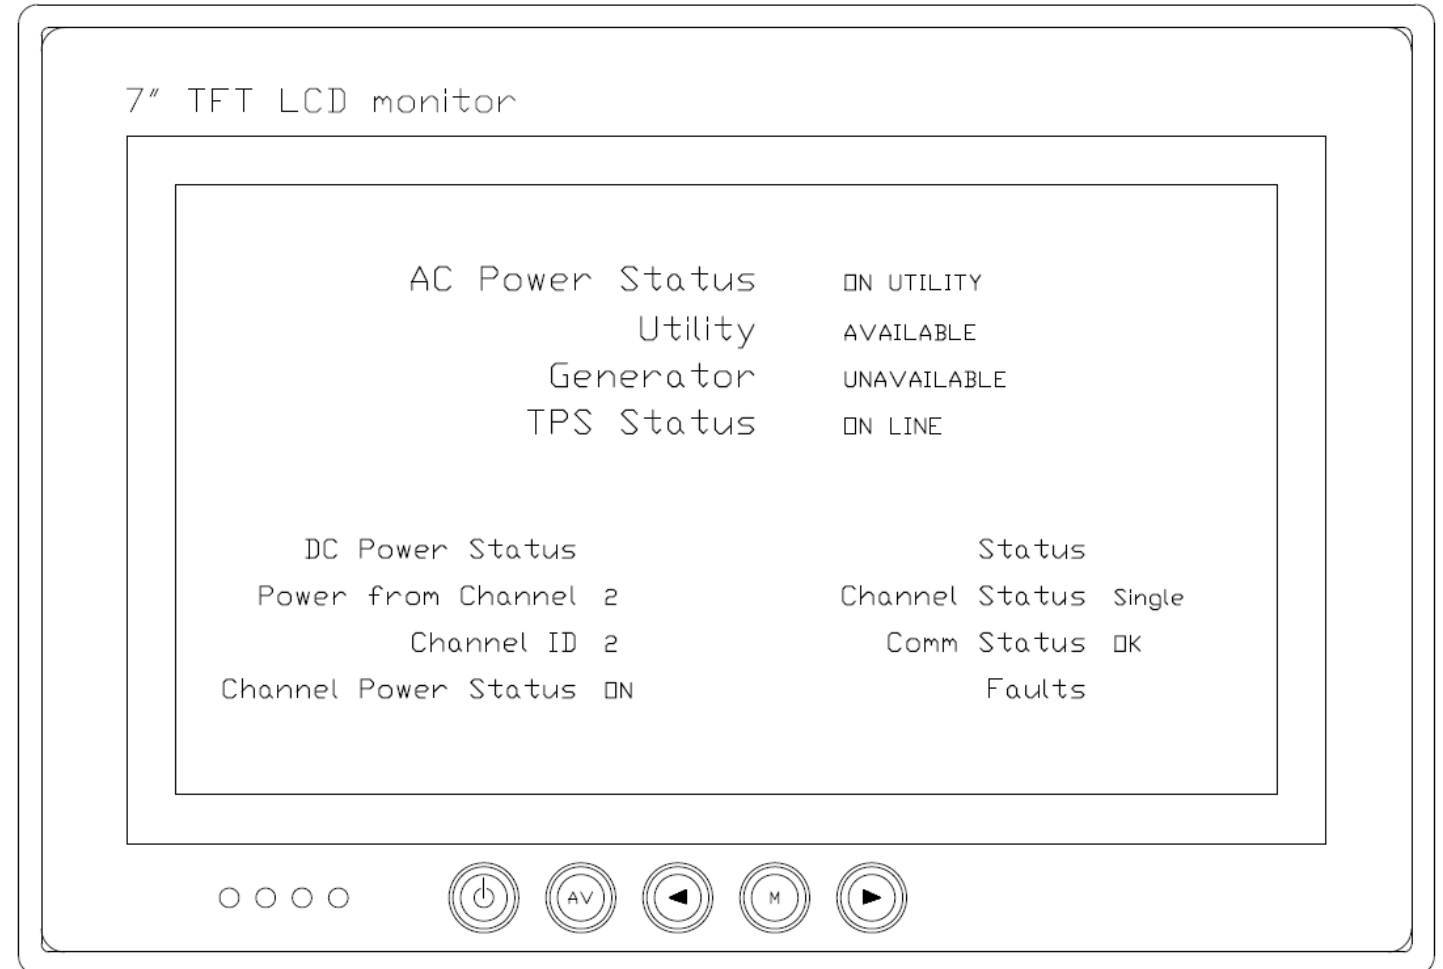 7" TFT LCD monitor
AC Power Status ON UTILITY
Utility AVAILABLE
Generator UNAVAILABLE
TPS Status ON LINE
DC Power Status
Power from Channel 2
Channel ID 2
Channel Power Status ON
Status
Channel Status Single
Comm Status OK
Faults
AV
M